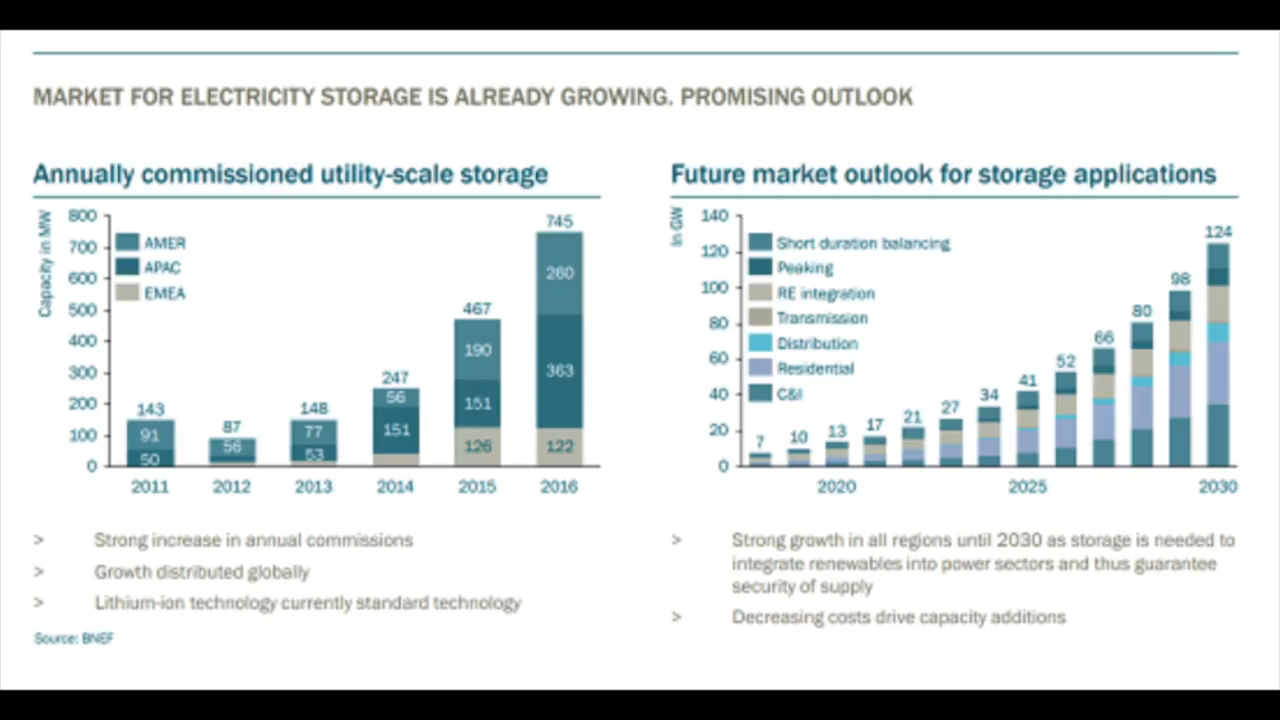 MARKET FOR ELECTRICITY STORAGE IS ALREADY GROWING. PROMISING OUTLOOK
Annually commissioned utility-scale storage
Capacity in MW
800
700
600
500
400
300
200
100
0
AMER
APAC
EMEA
143
91
50
87
56
148
77
53
247
56
151
467
190
151
126
745
260
363
122
2011 2012 2013 2014 2015 2016
> Strong increase in annual commissions
> Growth distributed globally
> Lithium-ion technology currently standard technology
Source: BNEF
Future market outlook for storage applications
In GW
140
120
100
80
60
40
20
0
Short duration balancing
Peaking
RE integration
Transmission
Distribution
Residential
C&I
7 10 13 17 21 27 34 41 52 66 80 98 124
2020 2025 2030
> Strong growth in all regions until 2030 as storage is needed to
integrate renewables into power sectors and thus guarantee
security of supply
> Decreasing costs drive capacity additions